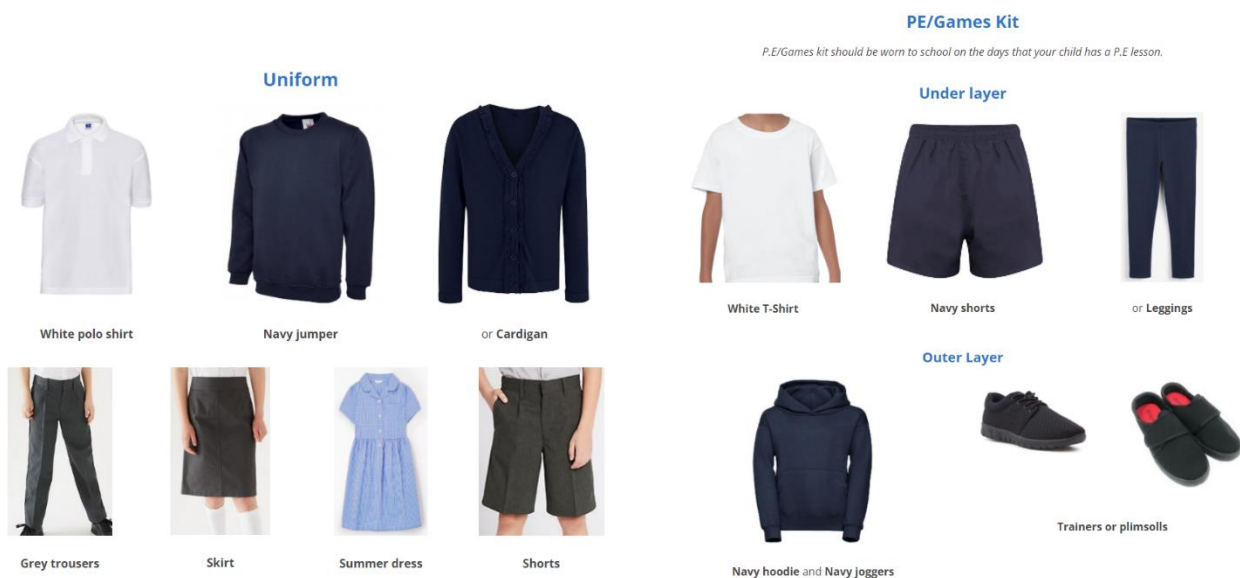 Uniform
White polo shirt
Navy jumper
or Cardigan
Grey trousers
Skirt
Summer dress
Shorts
PE/Games Kit
P.E/Games kit should be worn to school on the days that your child has a P.E lesson.
Under layer
White T-Shirt
Navy shorts
or Leggings
Outer Layer
Navy hoodie and Navy joggers
Trainers or plimsolls